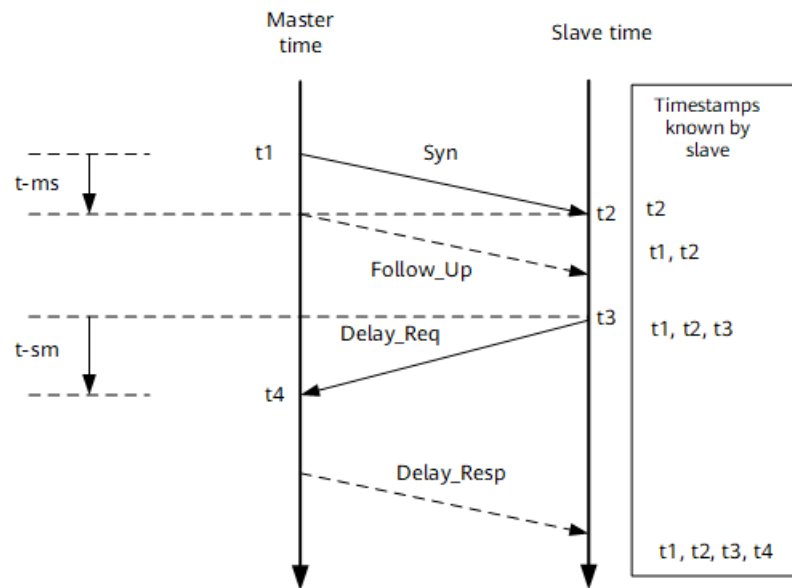 Master
time
Slave time
Timestamps
known by
slave
t1
Syn
t-ms
t2
t2
t1, t2
Follow_Up
t3
t1, t2, t3
Delay_Req
t-sm
t4
Delay_Resp
t1, t2, t3, t4